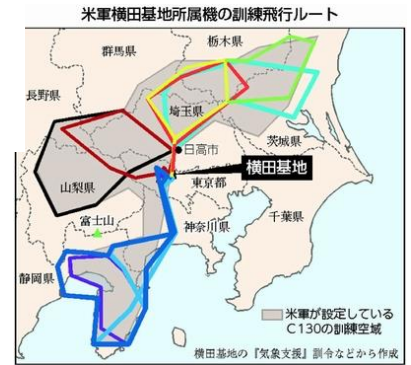 米軍横田基地所属機の訓練飛行ルート
栃木県
群馬県
長野県
埼玉県
茨城県
日高市
横田基地
東京都
山梨県
富士山
神奈川県
千葉県
静岡県
米軍が設定している
C130の訓練空域
横田基地の『気象支援』訓令などから作成